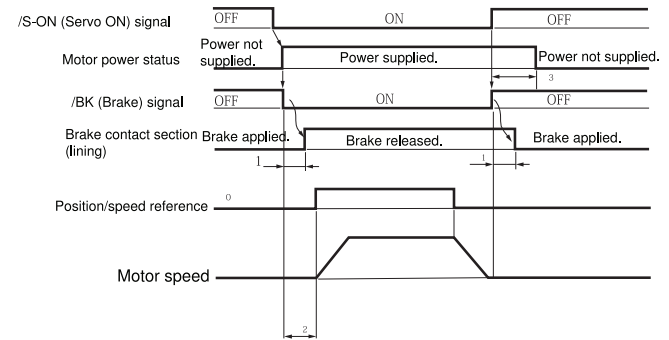 /S-ON (Servo ON) signal OFF ON OFF
Motor power status Power not supplied. Power supplied. Power not supplied.
3
/BK (Brake) signal OFF ON OFF
Brake contact section (lining) Brake applied. Brake released. Brake applied.
1 1
Position/speed reference 0
Motor speed
2